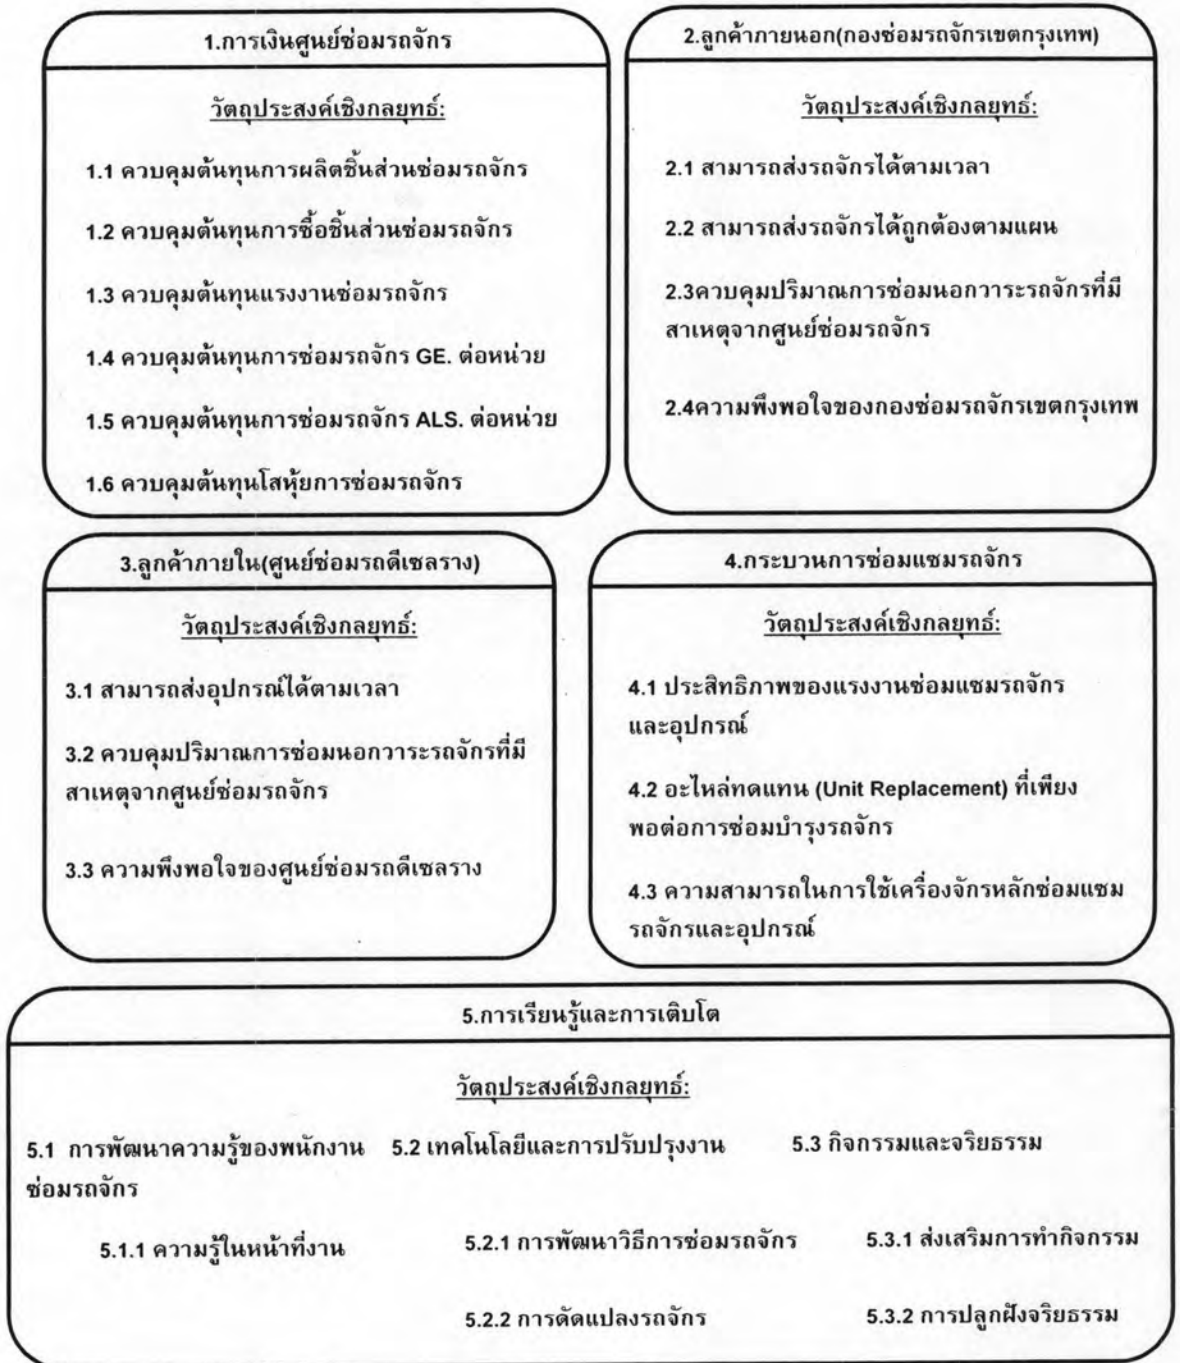 1.การเงินศูนย์ซ่อมรถจักร
วัตถุประสงค์เชิงกลยุทธ์:
1.1 ควบคุมต้นทุนการผลิตชิ้นส่วนซ่อมรถจักร
1.2 ควบคุมต้นทุนการซื้อชิ้นส่วนซ่อมรถจักร
1.3 ควบคุมต้นทุนแรงงานซ่อมรถจักร
1.4 ควบคุมต้นทุนการซ่อมรถจักร GE. ต่อหน่วย
1.5 ควบคุมต้นทุนการซ่อมรถจักร ALS. ต่อหน่วย
1.6 ควบคุมต้นทุนโสหุ้ยการซ่อมรถจักร
2.ลูกค้าภายนอก(กองซ่อมรถจักรเขตกรุงเทพ)
วัตถุประสงค์เชิงกลยุทธ์:
2.1 สามารถส่งรถจักรได้ตามเวลา
2.2 สามารถส่งรถจักรได้ถูกต้องตามแผน
2.3ควบคุมปริมาณการซ่อมนอกวาระรถจักรที่มี
สาเหตุจากศูนย์ซ่อมรถจักร
2.4ความพึงพอใจของกองซ่อมรถจักรเขตกรุงเทพ
3.ลูกค้าภายใน(ศูนย์ซ่อมรถดีเซลราง)
วัตถุประสงค์เชิงกลยุทธ์:
3.1 สามารถส่งอุปกรณ์ได้ตามเวลา
3.2 ควบคุมปริมาณการซ่อมนอกวาระรถจักรที่มี
สาเหตุจากศูนย์ซ่อมรถจักร
3.3 ความพึงพอใจของศูนย์ซ่อมรถดีเซลราง
4.กระบวนการซ่อมแซมรถจักร
วัตถุประสงค์เชิงกลยุทธ์:
4.1 ประสิทธิภาพของแรงงานซ่อมแซมรถจักร
และอุปกรณ์
4.2 อะไหล่ทดแทน (Unit Replacement) ที่เพียง
พอต่อการซ่อมบำรุงรถจักร
4.3 ความสามารถในการใช้เครื่องจักรหลักซ่อมแซม
รถจักรและอุปกรณ์
5.การเรียนรู้และการเติบโต
วัตถุประสงค์เชิงกลยุทธ์:
5.1 การพัฒนาความรู้ของพนักงาน
ซ่อมรถจักร
5.1.1 ความรู้ในหน้าที่งาน
5.2 เทคโนโลยีและการปรับปรุงงาน
5.2.1 การพัฒนาวิธีการซ่อมรถจักร
5.2.2 การดัดแปลงรถจักร
5.3 กิจกรรมและจริยธรรม
5.3.1 ส่งเสริมการทำกิจกรรม
5.3.2 การปลูกฝังจริยธรรม